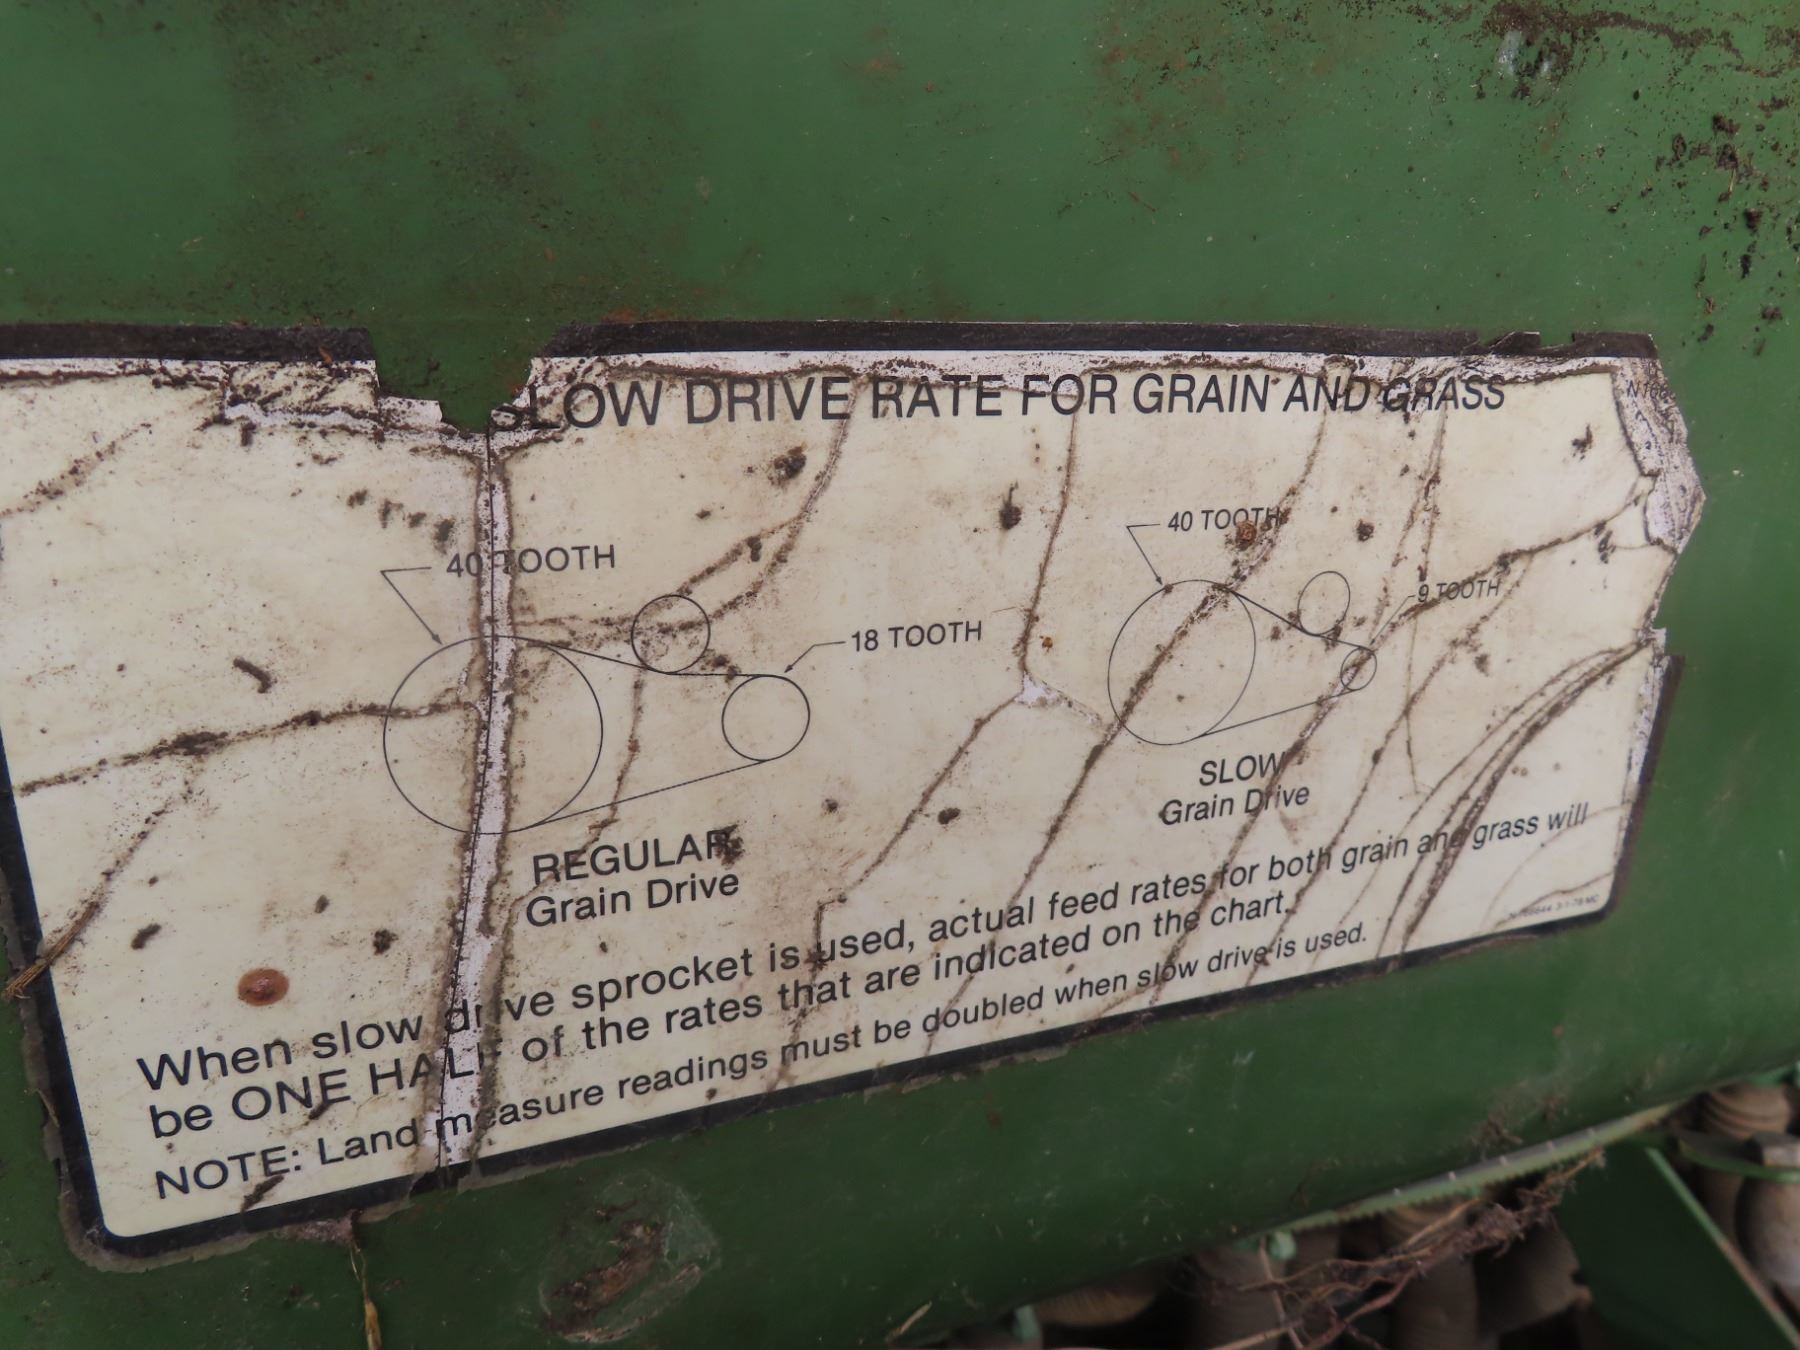 SLOW DRIVE RATE FOR GRAIN AND GRASS
40 TOOTH
18 TOOTH
REGULAR
Grain Drive
40 TOOTH
9 TOOTH
SLOW
Grain Drive
When slow drive sprocket is used, actual feed rates for both grain and grass will
be ONE HALF of the rates that are indicated on the chart.
NOTE: Land measure readings must be doubled when slow drive is used.